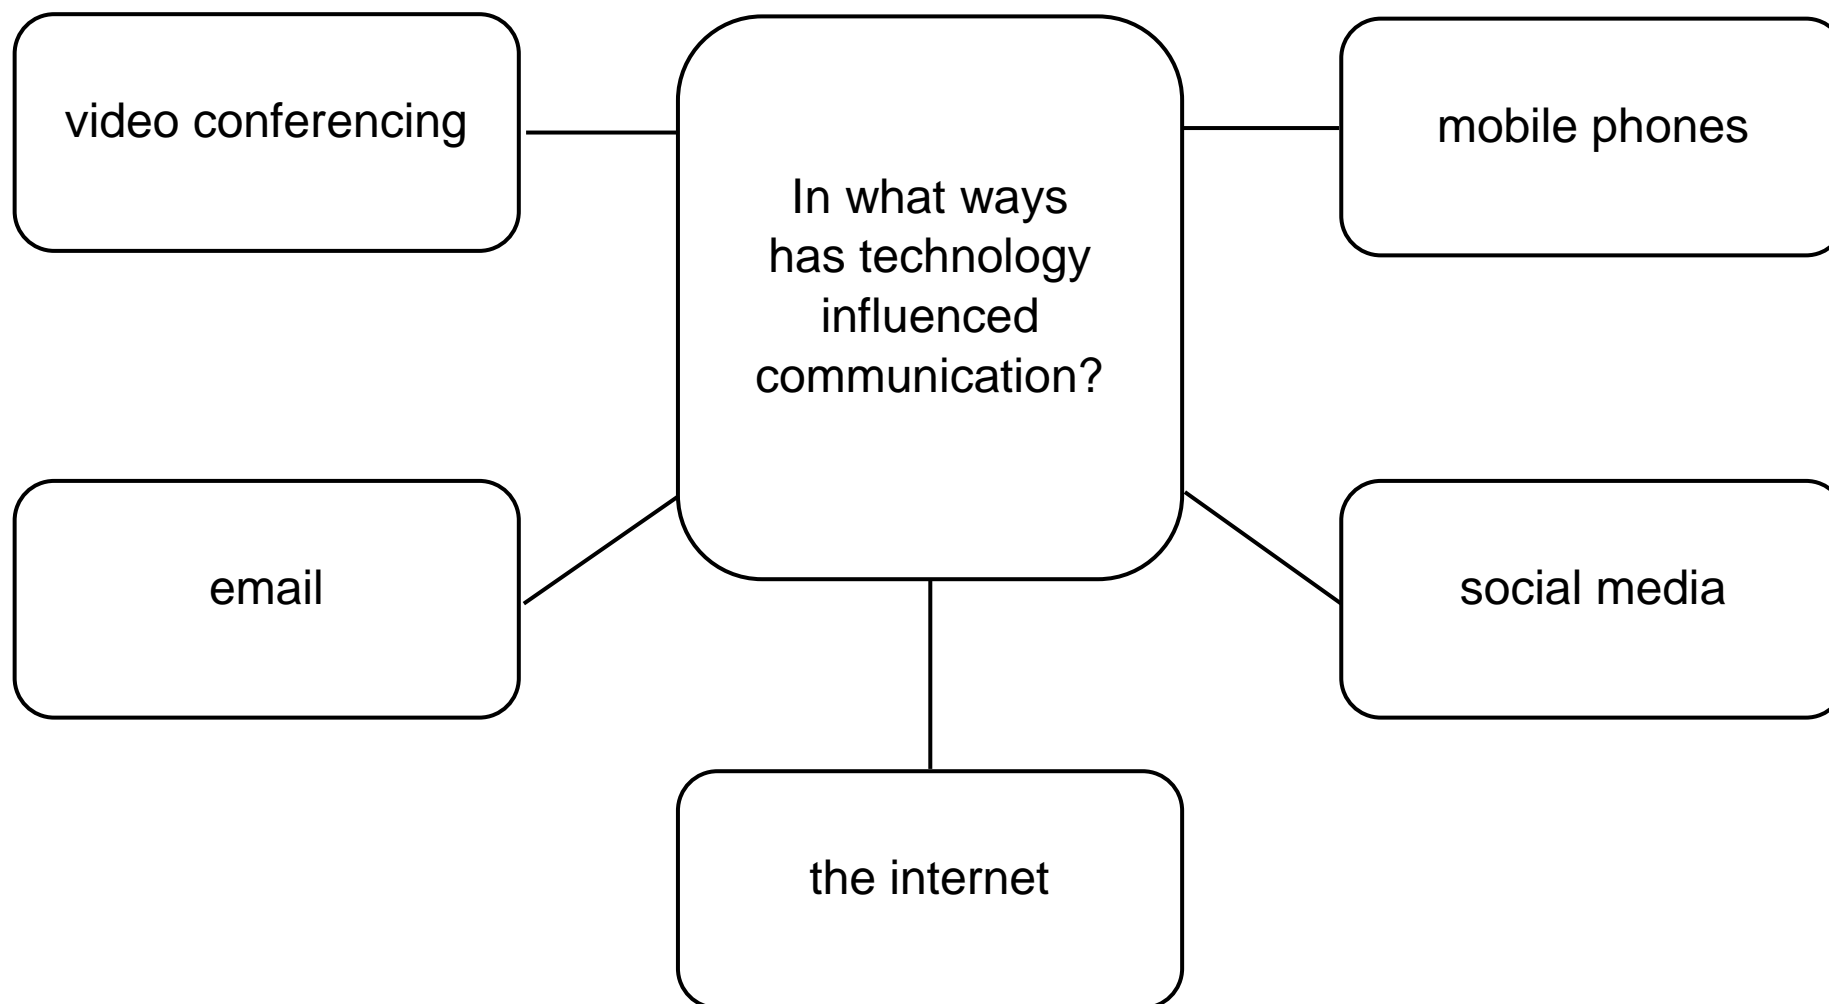 video conferencing
In what ways
has technology
influenced
communication?
mobile phones
email
social media
the internet